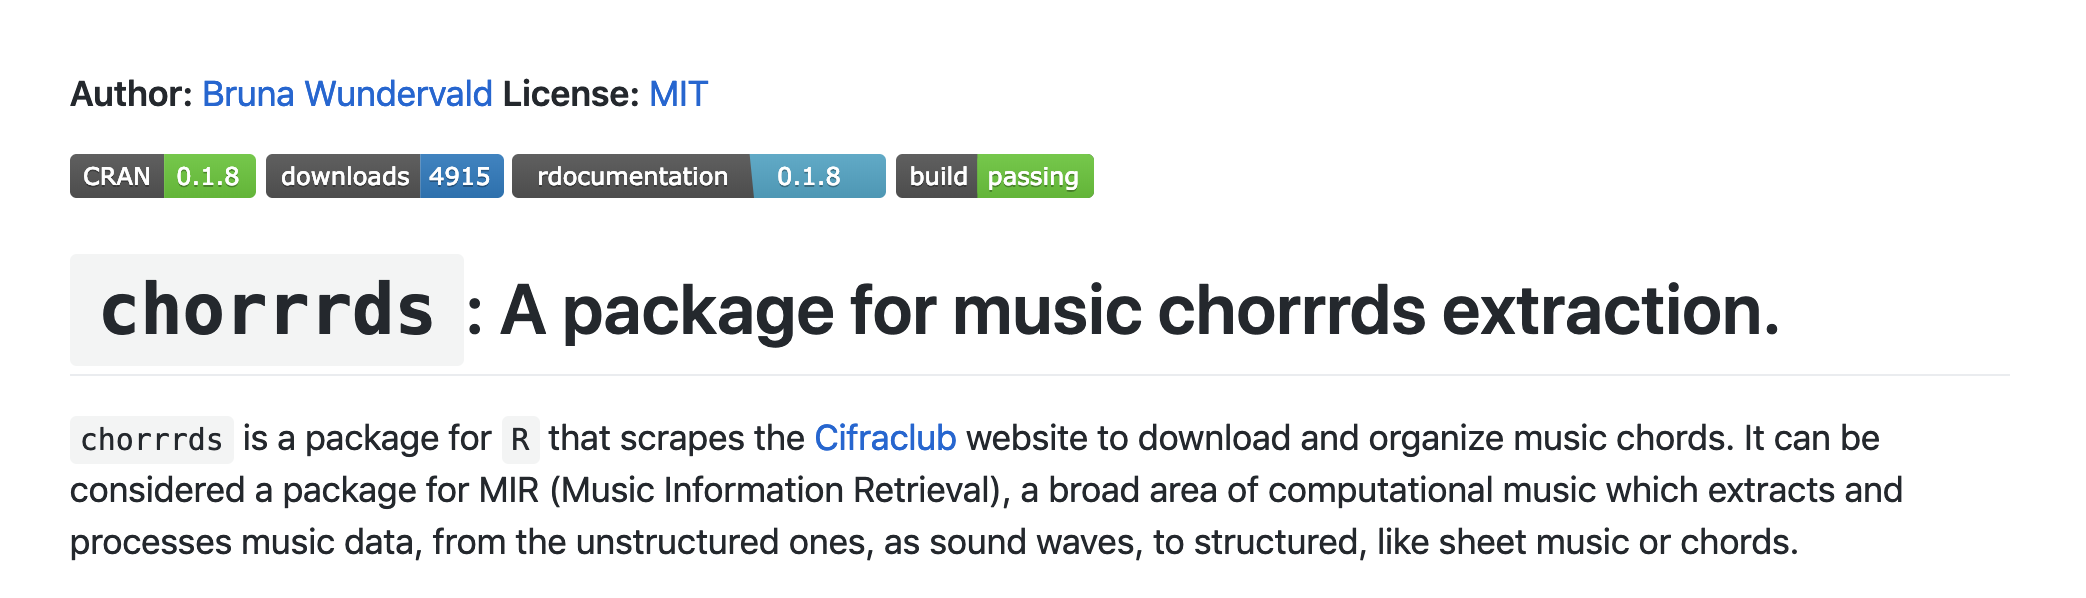 Author: Bruna Wundervald License: MIT
CRAN 0.1.8 downloads 4915 rdocumentation 0.1.8 build passing
chorrrds : A package for music chorrrds extraction.
chorrrds is a package for R that scrapes the Cifraclub website to download and organize music chords. It can be
considered a package for MIR (Music Information Retrieval), a broad area of computational music which extracts and
processes music data, from the unstructured ones, as sound waves, to structured, like sheet music or chords.